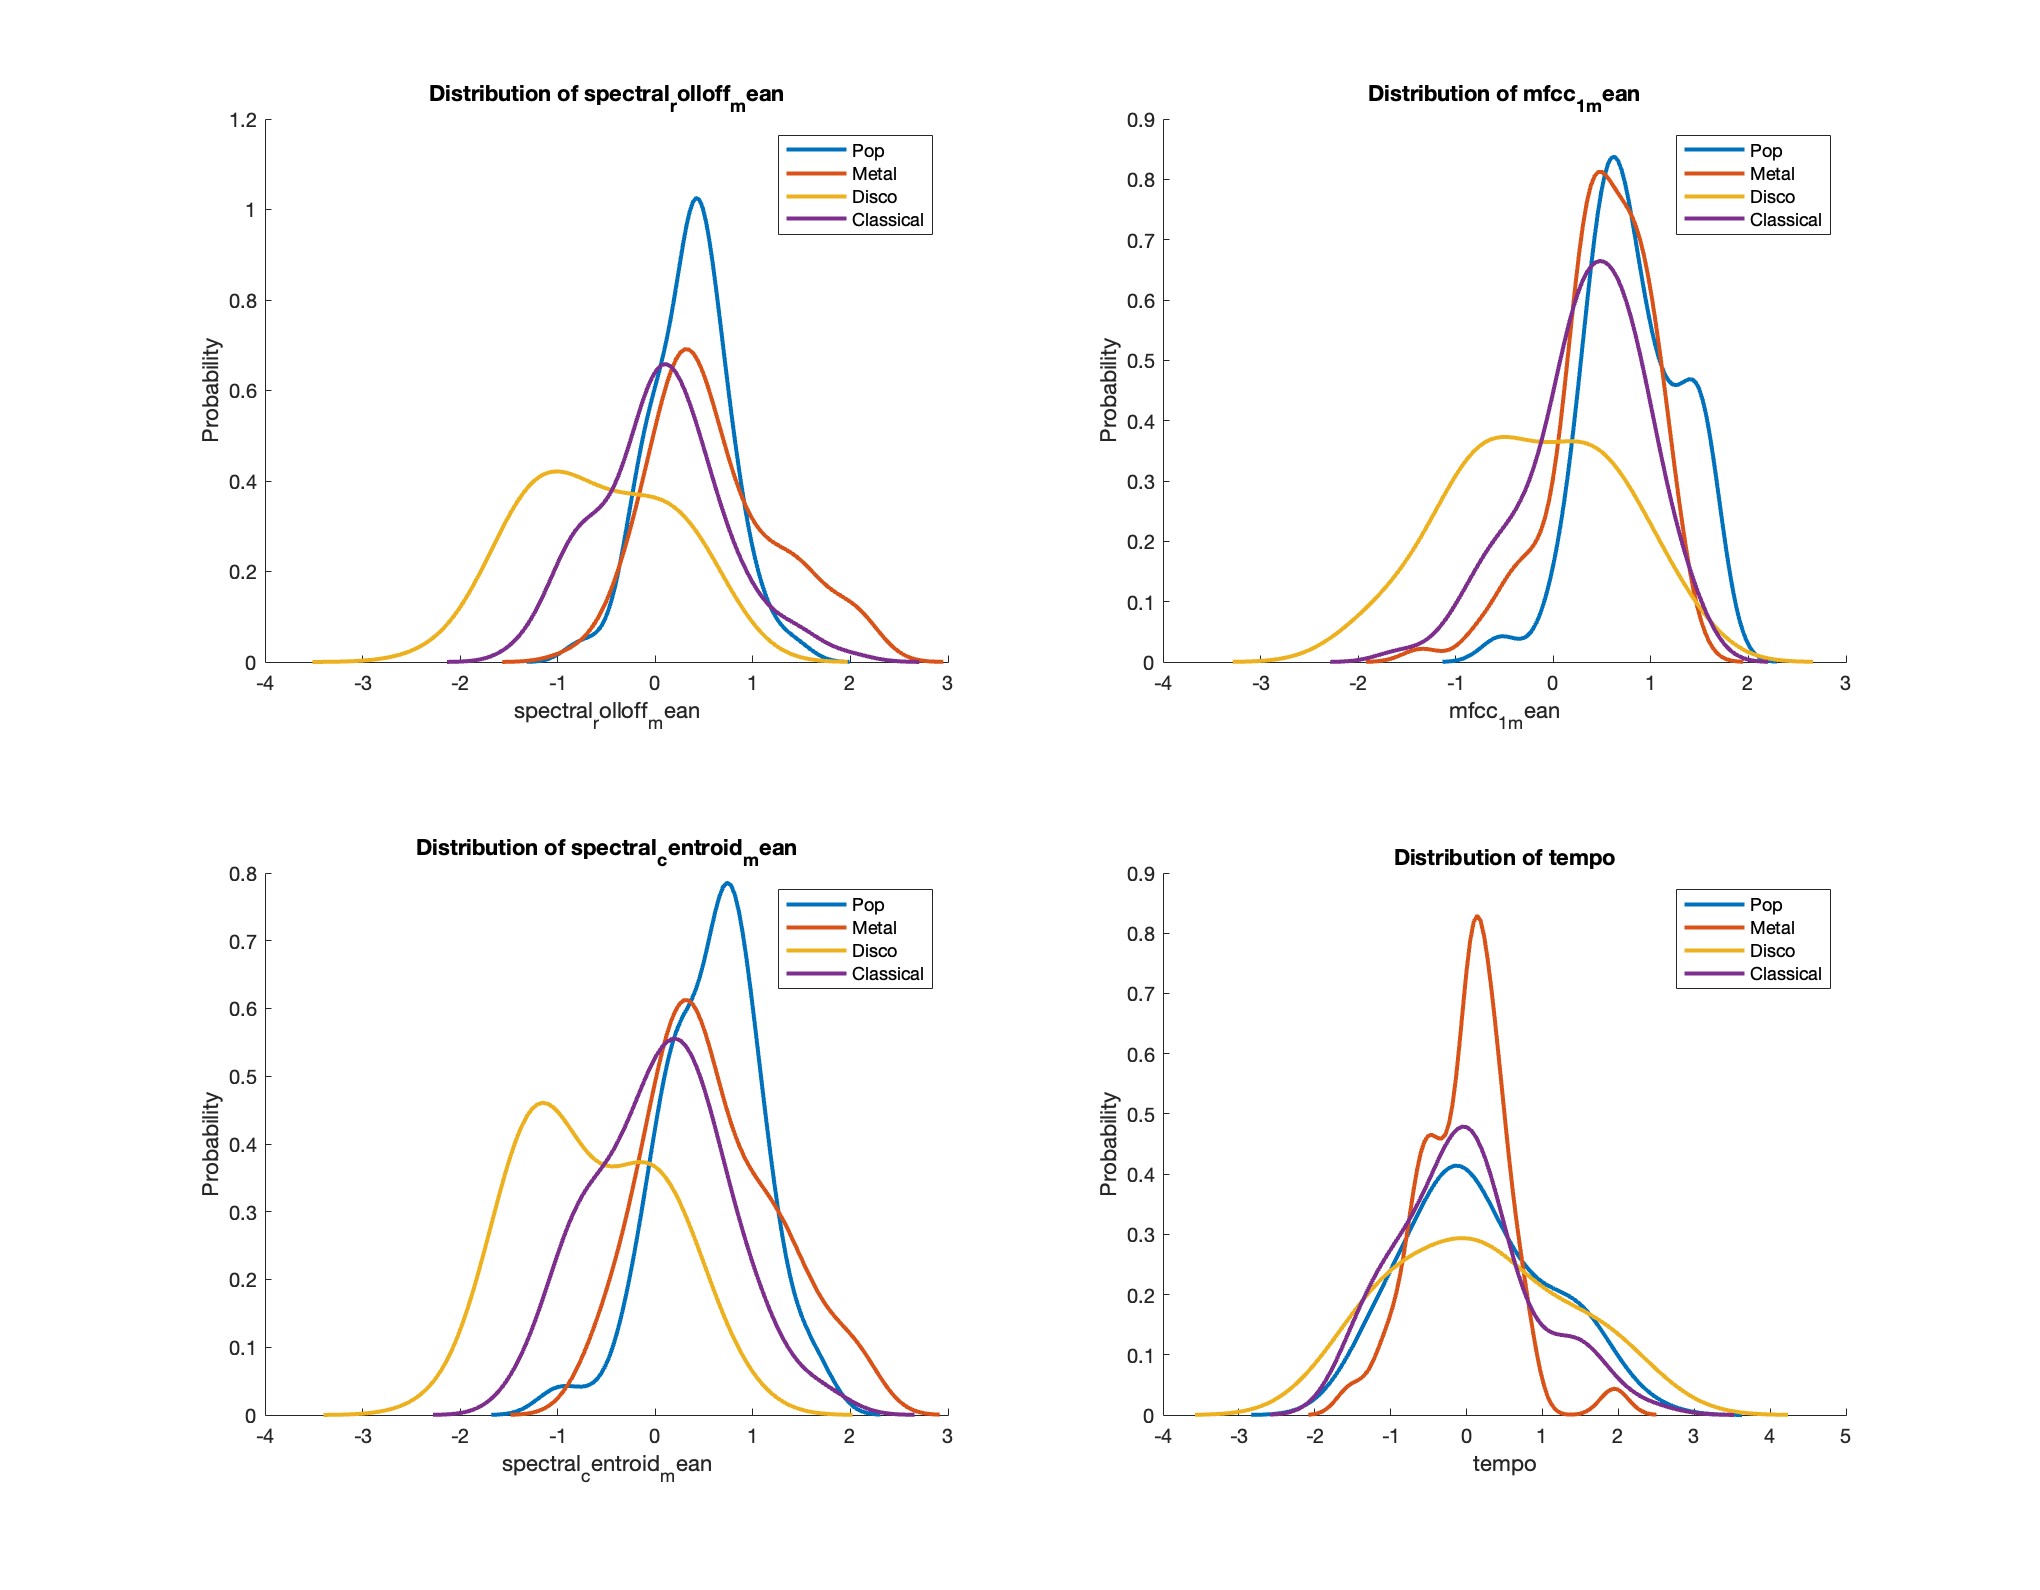 Distribution of spectral_rolloff_mean
1.2
1
0.8
0.6
0.4
0.2
0
Probability
-4 -3 -2 -1 0 1 2 3
spectral_rolloff_mean
Pop
Metal
Disco
Classical
Distribution of mfcc_1mean
0.9
0.8
0.7
0.6
0.5
0.4
0.3
0.2
0.1
0
Probability
-4 -3 -2 -1 0 1 2 3
mfcc_1mean
Pop
Metal
Disco
Classical
Distribution of spectral_centroid_mean
0.8
0.7
0.6
0.5
0.4
0.3
0.2
0.1
0
Probability
-4 -3 -2 -1 0 1 2 3
spectral_centroid_mean
Pop
Metal
Disco
Classical
Distribution of tempo
0.9
0.8
0.7
0.6
0.5
0.4
0.3
0.2
0.1
0
Probability
-4 -3 -2 -1 0 1 2 3 4 5
tempo
Pop
Metal
Disco
Classical